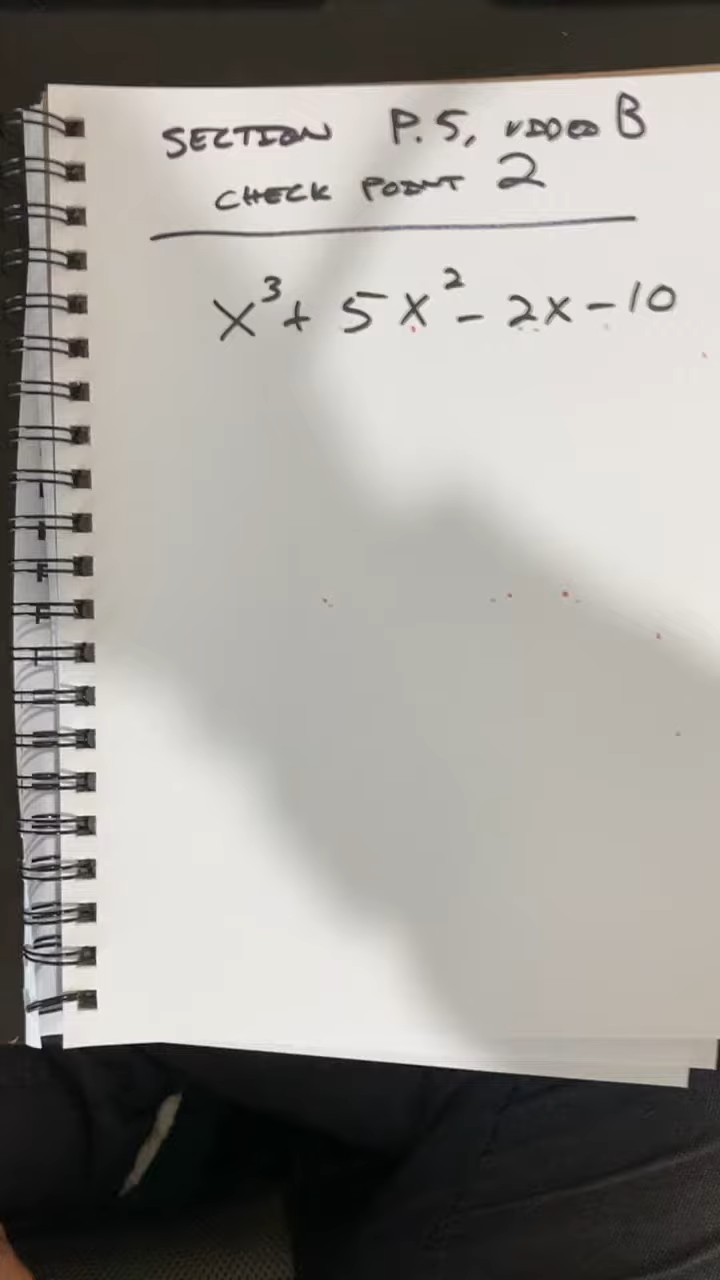 SECTION P.5, VIDEO B
CHECK POINT 2
x³ + 5x² - 2x - 10